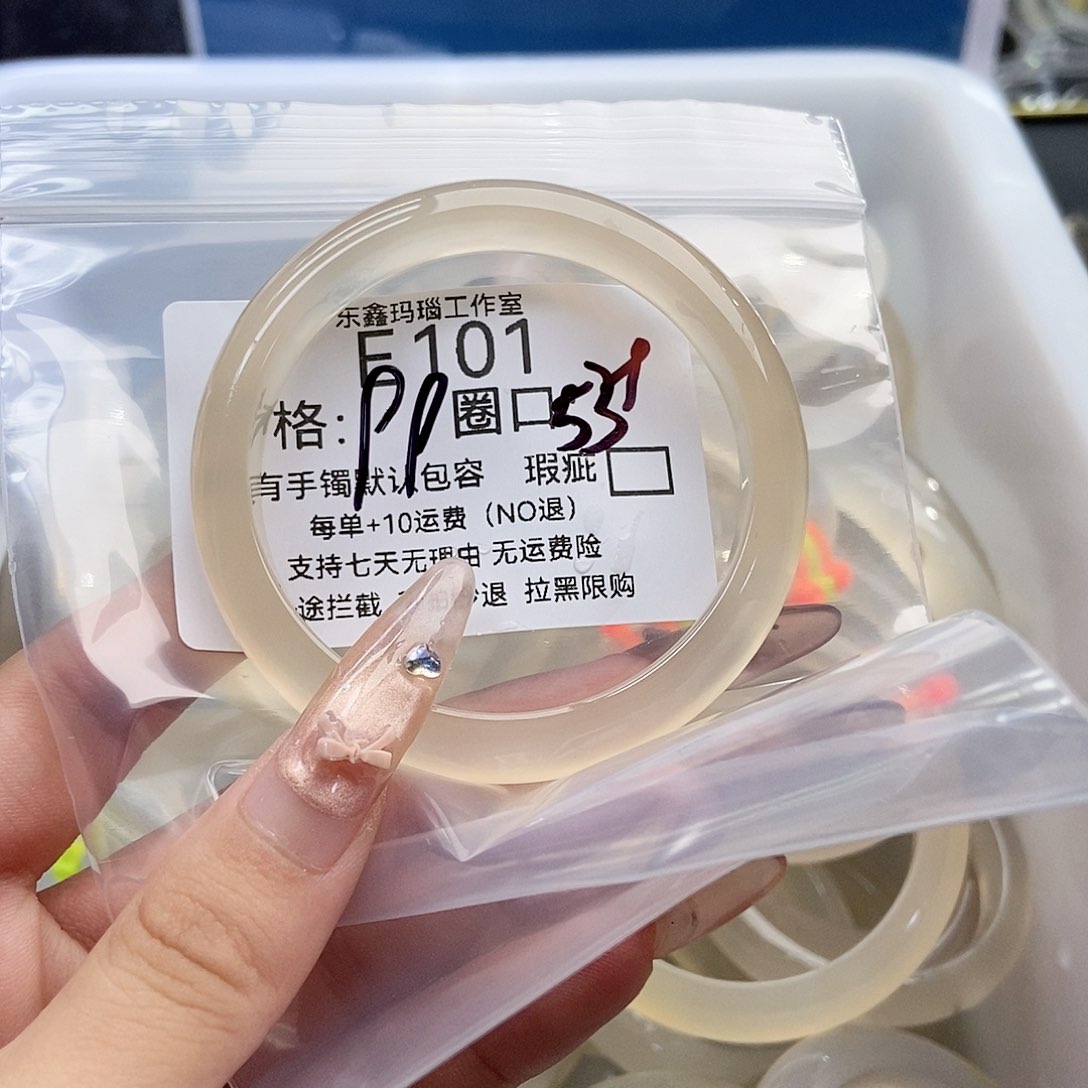 乐鑫玛瑙工作室
E101
格: 圈口53
有手镯默认包容 瑕疵
每单+10运费（NO退）
支持七天无理由 无运费险
途拦截 退 拉黑限购